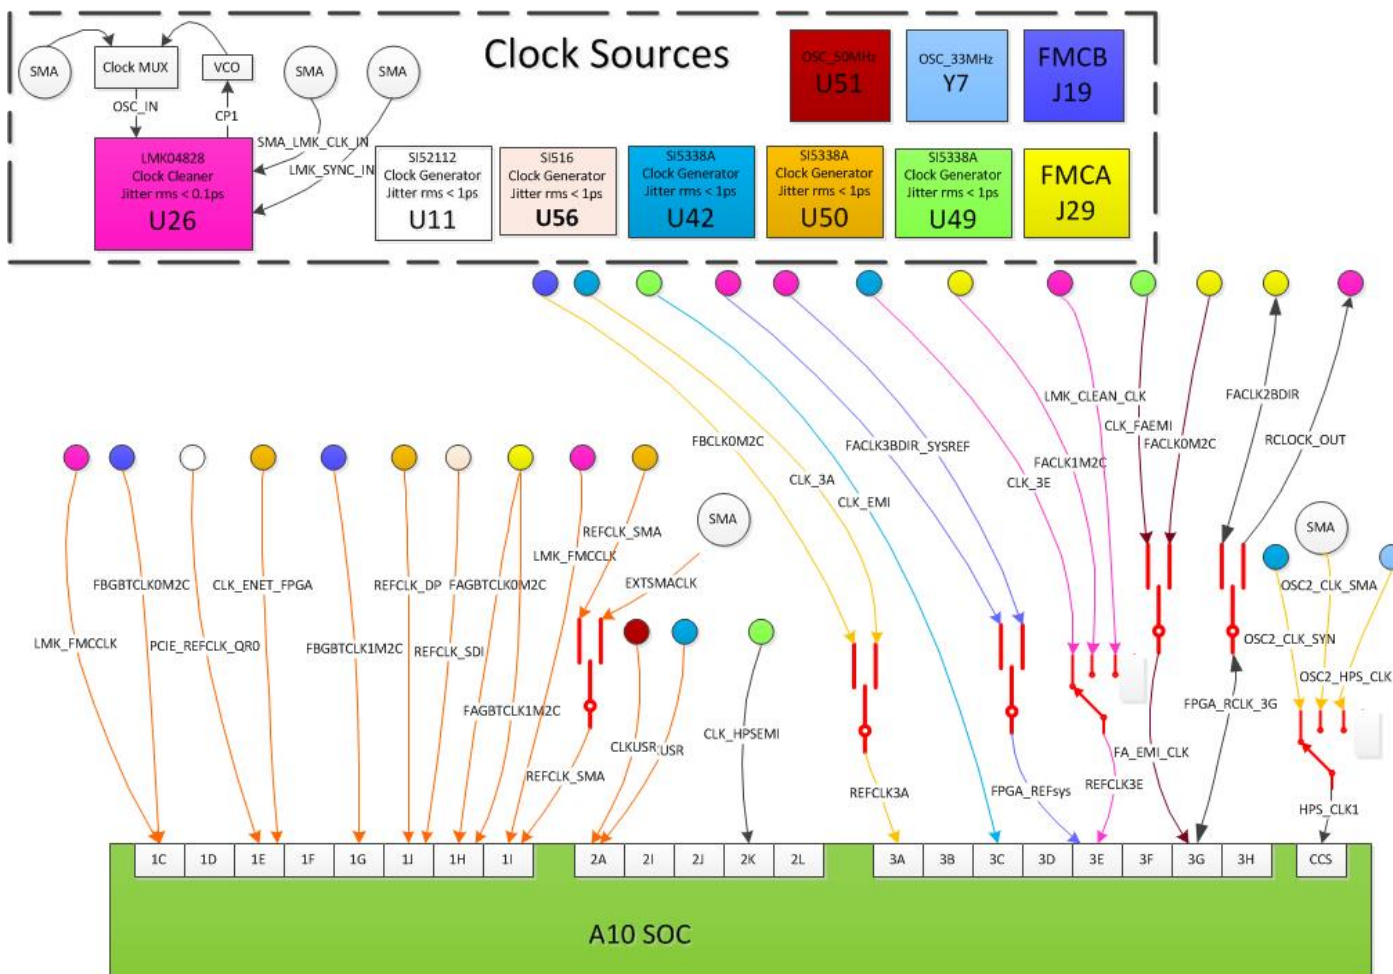 Clock Sources
SMA
Clock MUX
VCO
SMA
SMA
OSC_IN
CP1
SMA_LMK_CLK_IN
LMK_SYNC_IN
OSC_50MHz
U51
OSC_33MHz
Y7
FMCB
J19
LMK04828
Clock Cleaner
Jitter rms < 0.1ps
U26
SI52112
Clock Generator
Jitter rms < 1ps
U11
SI516
Clock Generator
Jitter rms < 1ps
U56
SI5338A
Clock Generator
Jitter rms < 1ps
U42
SI5338A
Clock Generator
Jitter rms < 1ps
U50
SI5338A
Clock Generator
Jitter rms < 1ps
U49
FMCA
J29
LMK_CLEAN_CLK
FACLK2BDIR
CLK_FAEMI
FBCLK0M2C
FACLK3BDIR_SYSREF
FACLK0M2C
RCLOCK_OUT
CLK_3A
FACLK1M2C
CLK_3E
CLK_EMI
SMA
SMA
REFCLK_SMA
LMK_FMCCLK
FBGBTCLK0M2C
CLK_ENET_FPGA
REFCLK_DP
FAGBTCLK0M2C
EXTSMACLK
OSC2_CLK_SMA
LMK_FMCCLK
PCIE_REFCLK_QR0
FBGBTCLK1M2C
REFCLK_SDI
OSC2_CLK_SYN
OSC2_HPS_CLK
FAGBTCLK1M2C
FPGA_RCLK_3G
CLKUSR
USR
CLK_HPSEMI
FA_EMI_CLK
REFCLK_SMA
REFCLK3A
FPGA_REFsys
REFCLK3E
HPS_CLK1
1C 1D 1E 1F 1G 1J 1H 1I 2A 2I 2J 2K 2L 3A 3B 3C 3D 3E 3F 3G 3H CCS
A10 SOC